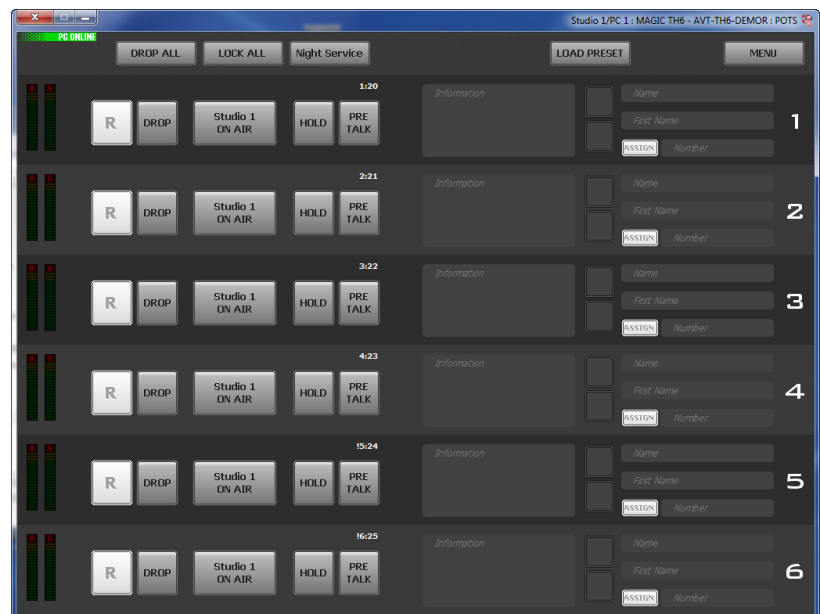 Studio 1/PC 1 : MAGIC TH6 - AVT-TH6-DEMOR : POTS
PC ONLINE
DROP ALL LOCK ALL Night Service LOAD PRESET MENU
R S 1:20 Information Name
R DROP Studio 1 ON AIR HOLD PRE TALK First Name 1
ASSIGN Number
R S 2:21 Information Name
R DROP Studio 1 ON AIR HOLD PRE TALK First Name 2
ASSIGN Number
R S 3:22 Information Name
R DROP Studio 1 ON AIR HOLD PRE TALK First Name 3
ASSIGN Number
R S 4:23 Information Name
R DROP Studio 1 ON AIR HOLD PRE TALK First Name 4
ASSIGN Number
R S !5:24 Information Name
R DROP Studio 1 ON AIR HOLD PRE TALK First Name 5
ASSIGN Number
R S !6:25 Information Name
R DROP Studio 1 ON AIR HOLD PRE TALK First Name 6
ASSIGN Number